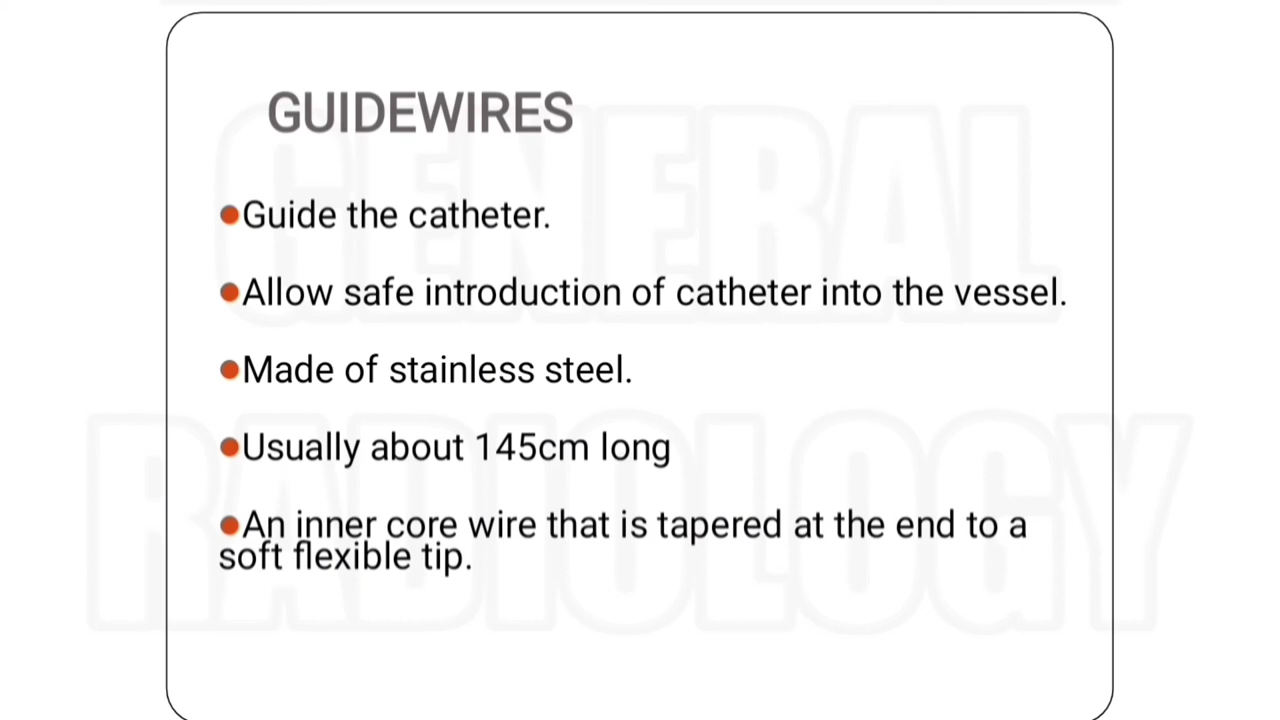 GUIDEWIRES
●Guide the catheter.
●Allow safe introduction of catheter into the vessel.
●Made of stainless steel.
●Usually about 145cm long
●An inner core wire that is tapered at the end to a
soft flexible tip.
GENERAL
RADIOLOGY